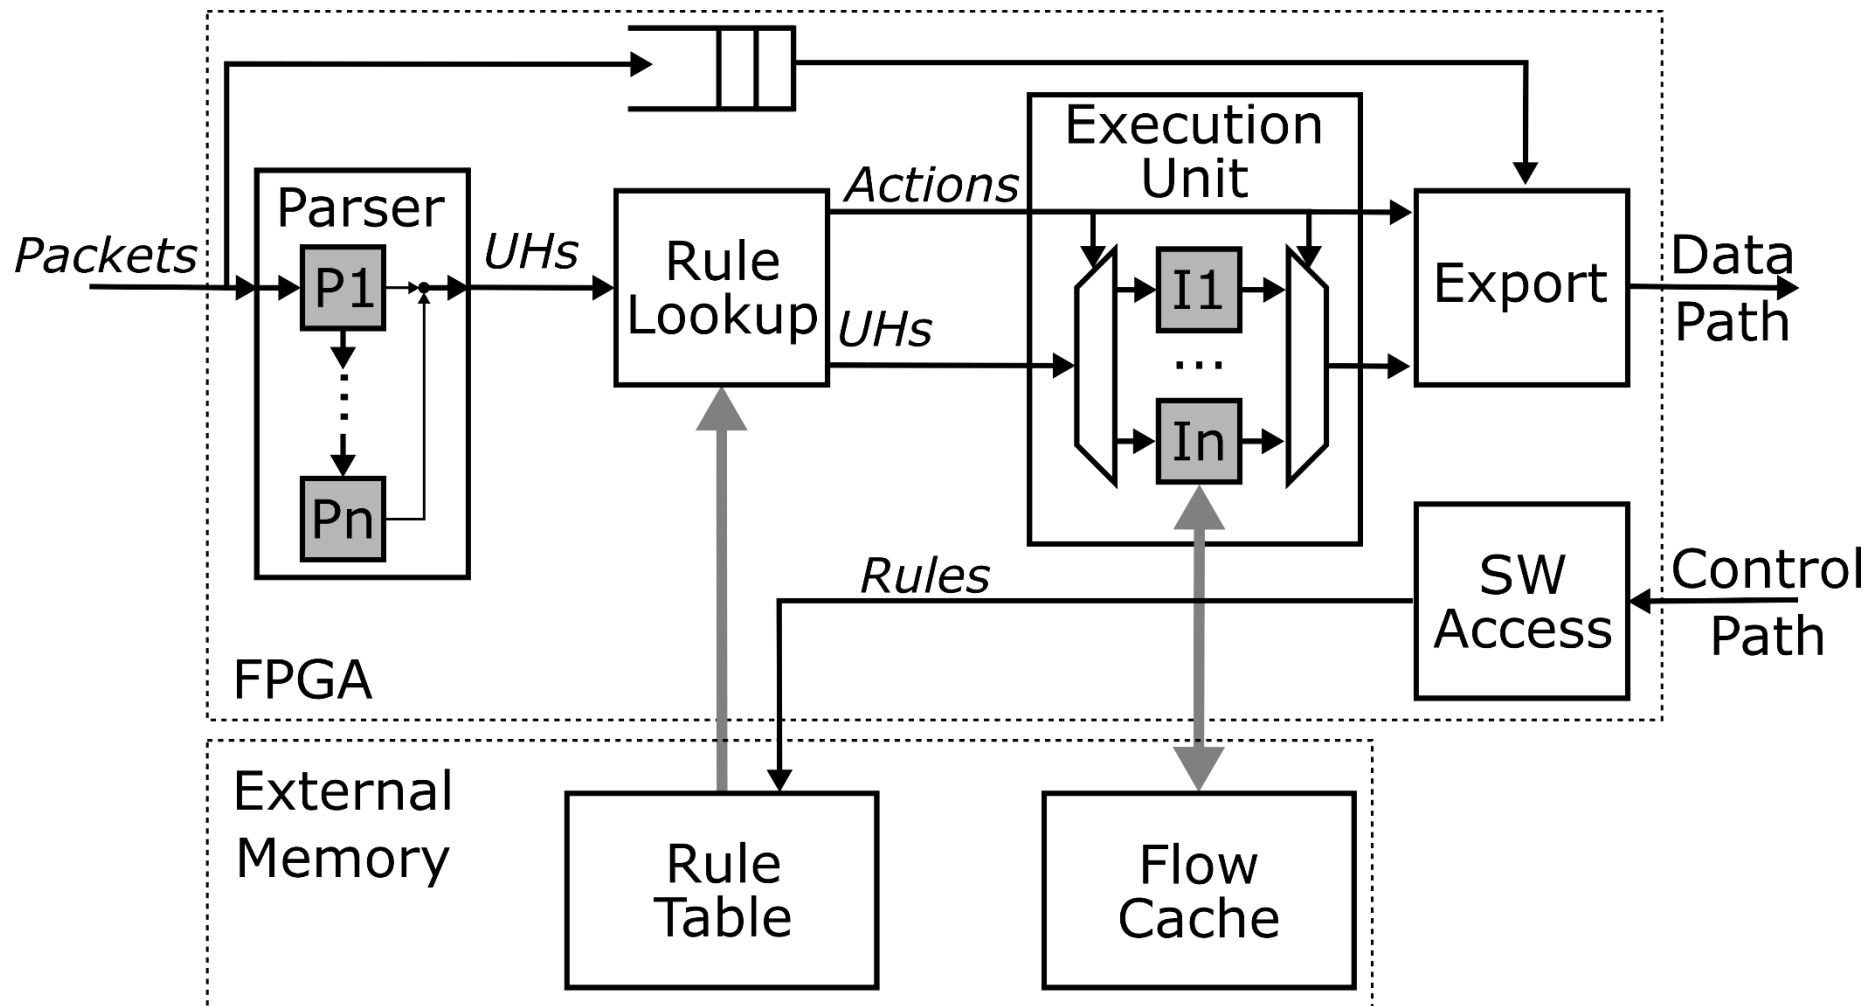 Execution
Unit
Actions
Parser
Packets
P1
UHs
Rule
Lookup
UHs
I1
...
In
Export
Data
Path
Pn
Rules
SW
Access
Control
Path
FPGA
External
Memory
Rule
Table
Flow
Cache